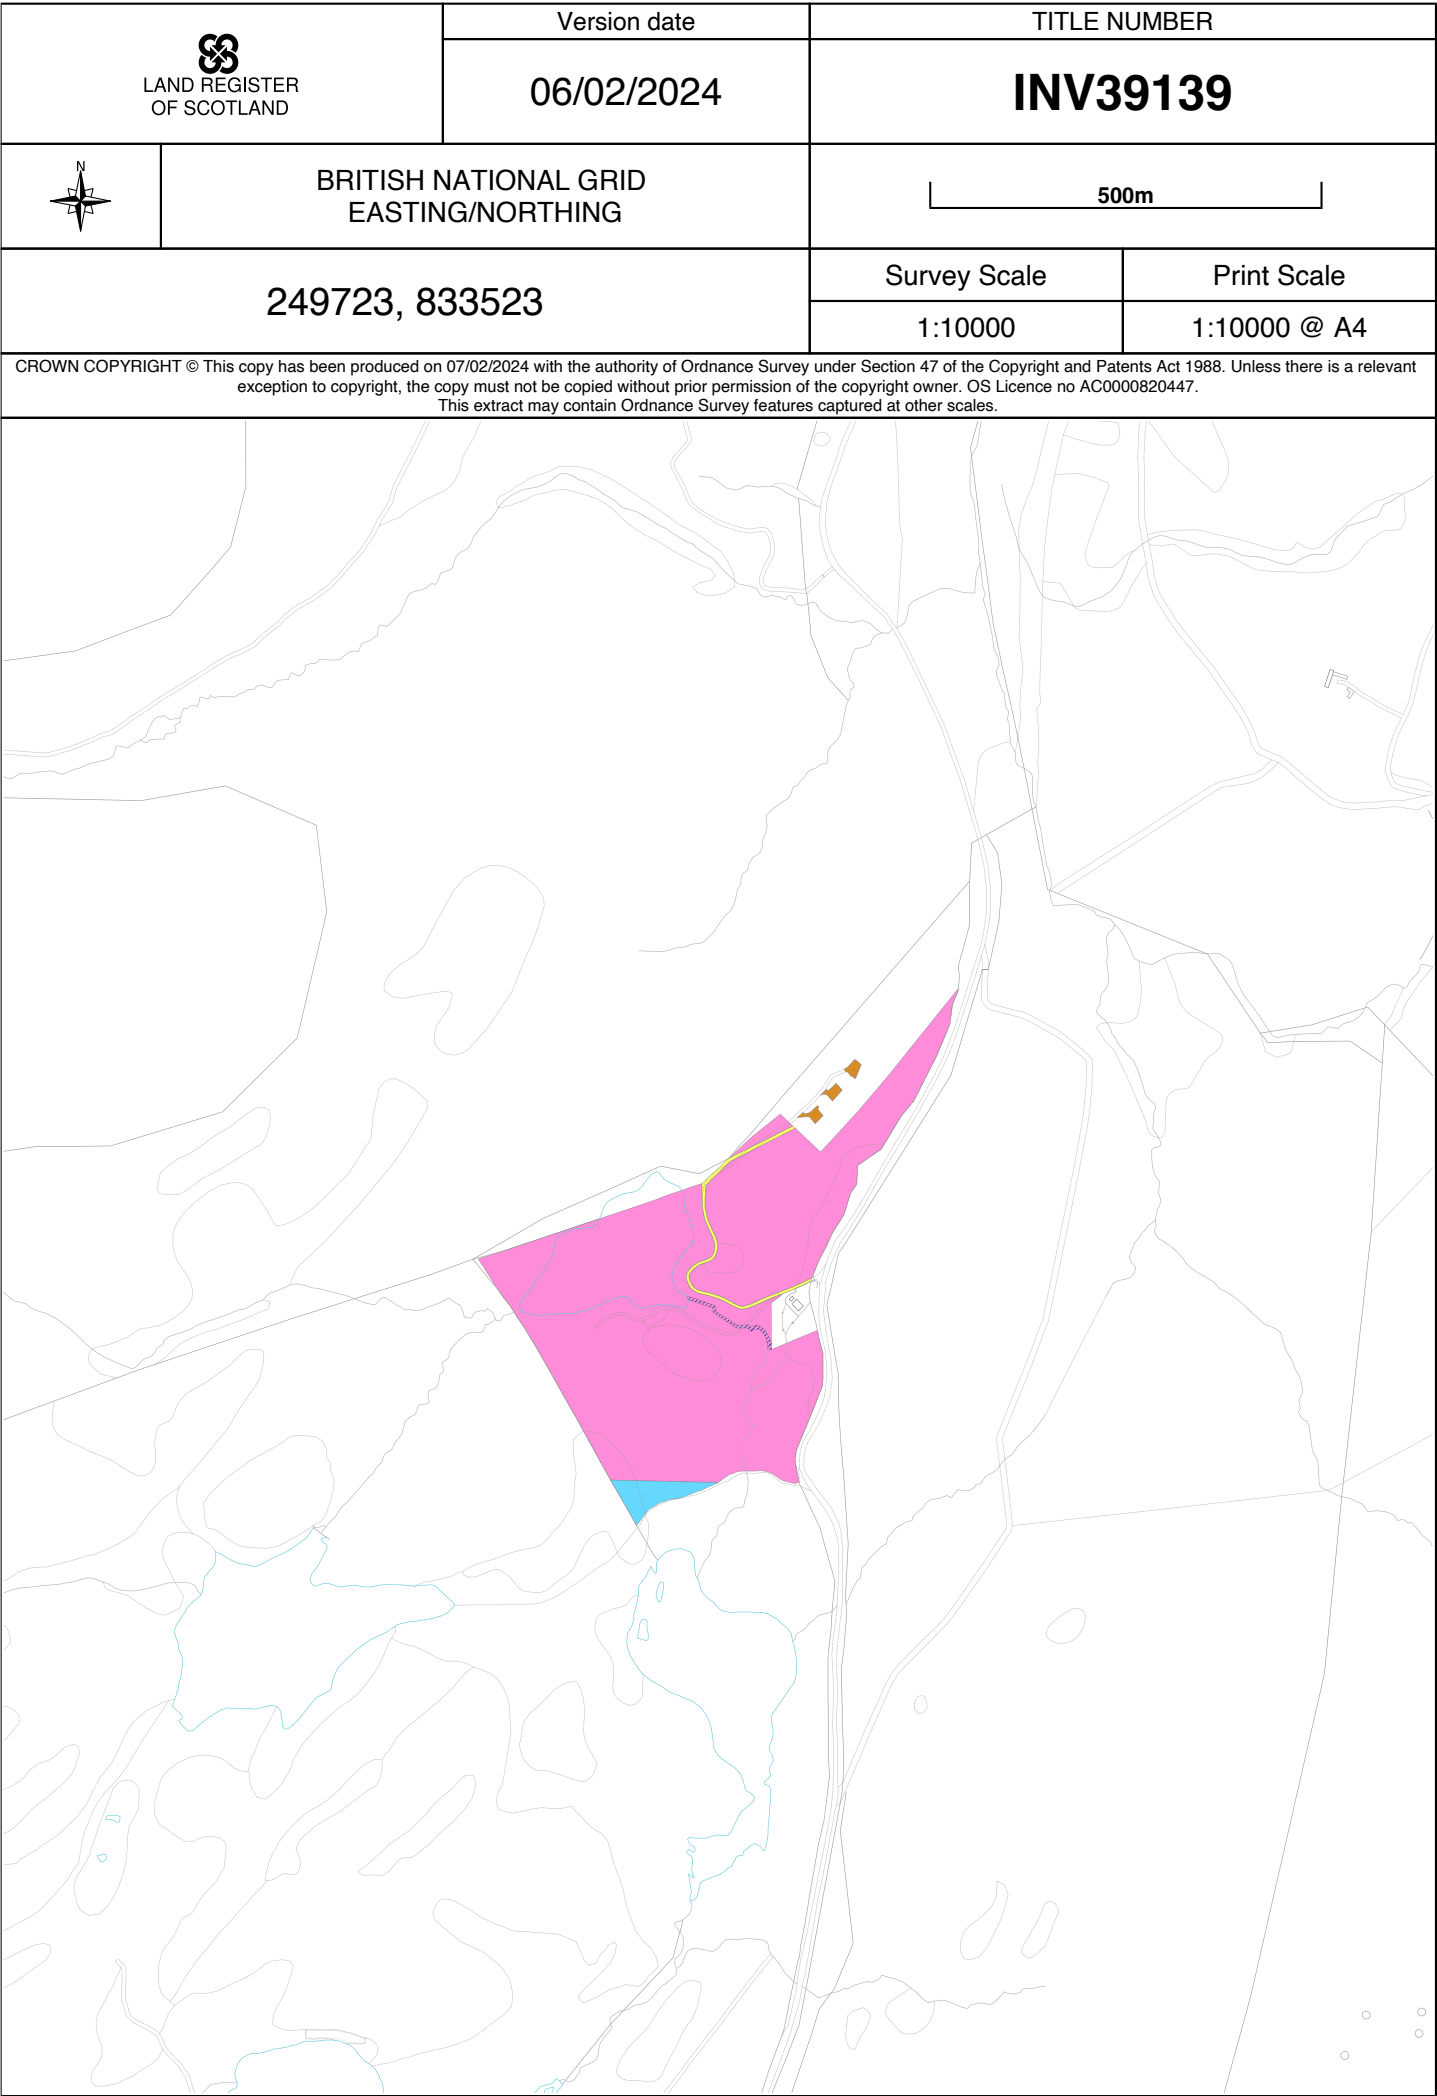 LAND REGISTER
OF SCOTLAND
Version date
06/02/2024
TITLE NUMBER
INV39139
N
BRITISH NATIONAL GRID
EASTING/NORTHING
500m
249723, 833523
Survey Scale
1:10000
Print Scale
1:10000 @ A4
CROWN COPYRIGHT © This copy has been produced on 07/02/2024 with the authority of Ordnance Survey under Section 47 of the Copyright and Patents Act 1988. Unless there is a relevant
exception to copyright, the copy must not be copied without prior permission of the copyright owner. OS Licence no AC0000820447.
This extract may contain Ordnance Survey features captured at other scales.